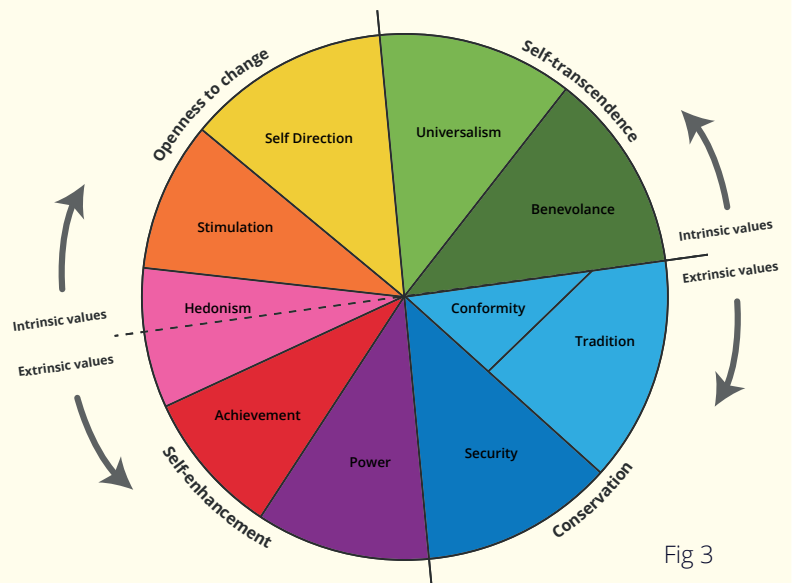 Openness to change
Self-transcendence
Self Direction
Universalism
Stimulation
Benevolance
Intrinsic values
Extrinsic values
Hedonism
Conformity
Tradition
Intrinsic values
Extrinsic values
Achievement
Power
Security
Self-enhancement
Conservation
Fig 3